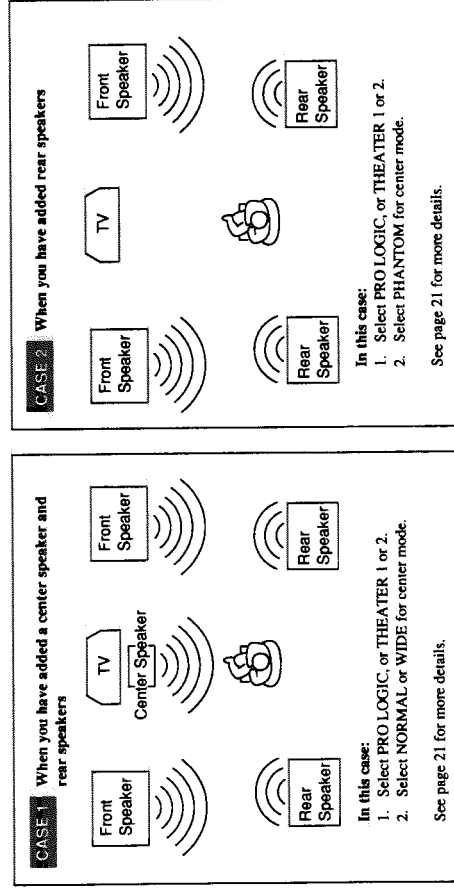 CASE 1 When you have added a center speaker and
rear speakers
Front
Speaker
TV
Center Speaker
Front
Speaker
Rear
Speaker
Rear
Speaker
In this case:
1. Select PRO LOGIC, or THEATER 1 or 2.
2. Select NORMAL or WIDE for center mode.
See page 21 for more details.
CASE 2 When you have added rear speakers
Front
Speaker
TV
Front
Speaker
Rear
Speaker
Rear
Speaker
In this case:
1. Select PRO LOGIC, or THEATER 1 or 2.
2. Select PHANTOM for center mode.
See page 21 for more details.